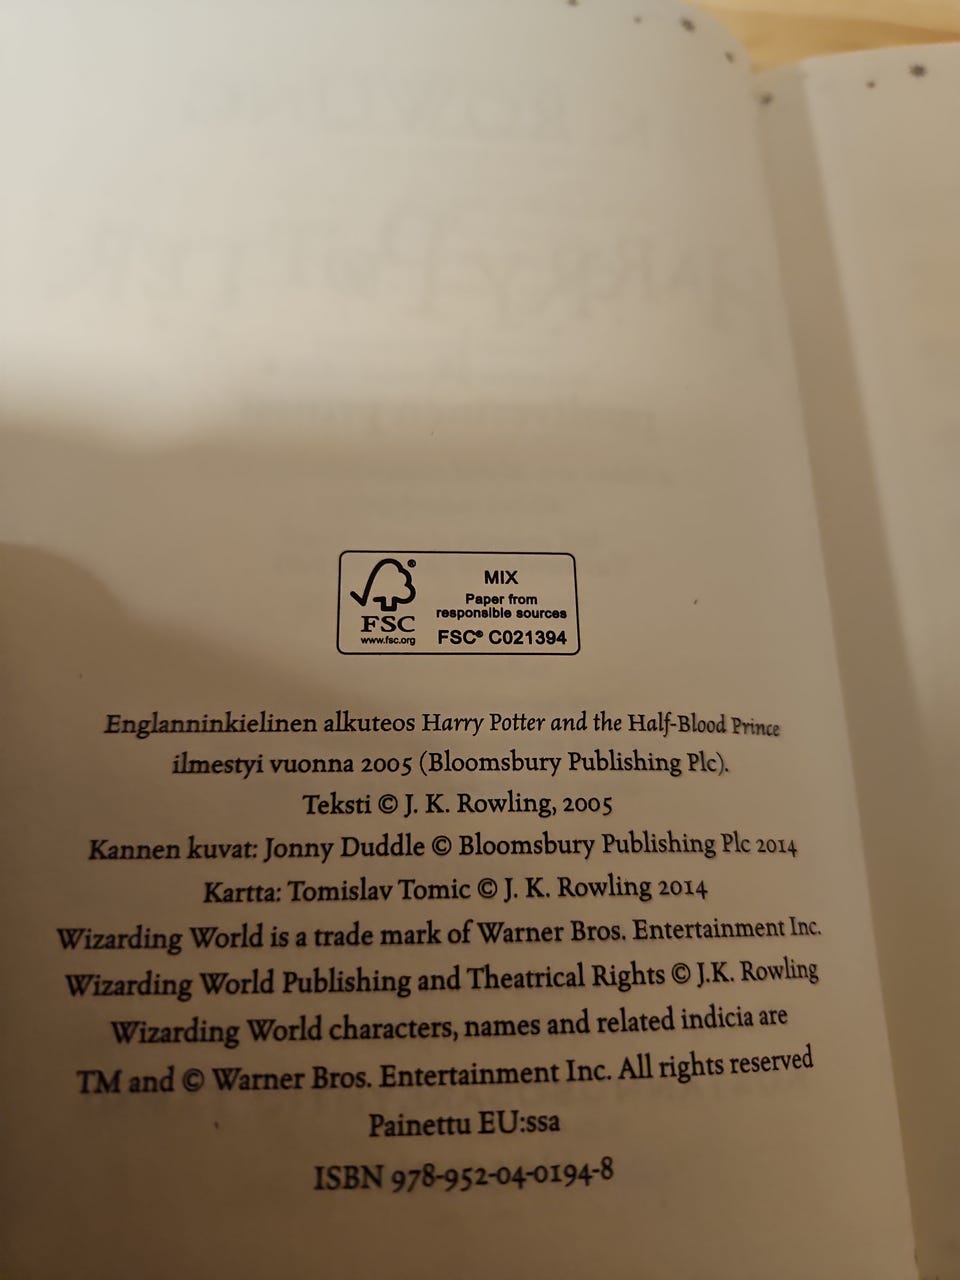 MIX
Paper from
responsible sources
FSC® C021394
FSC
www.fsc.org
Englanninkielinen alkuteos Harry Potter and the Half-Blood Prince
ilmestyi vuonna 2005 (Bloomsbury Publishing Plc).
Teksti © J. K. Rowling, 2005
Kannen kuvat: Jonny Duddle © Bloomsbury Publishing Plc 2014
Kartta: Tomislav Tomic © J. K. Rowling 2014
Wizarding World is a trade mark of Warner Bros. Entertainment Inc.
Wizarding World Publishing and Theatrical Rights © J.K. Rowling
Wizarding World characters, names and related indicia are
TM and © Warner Bros. Entertainment Inc. All rights reserved
Painettu EU:ssa
ISBN 978-952-04-0194-8